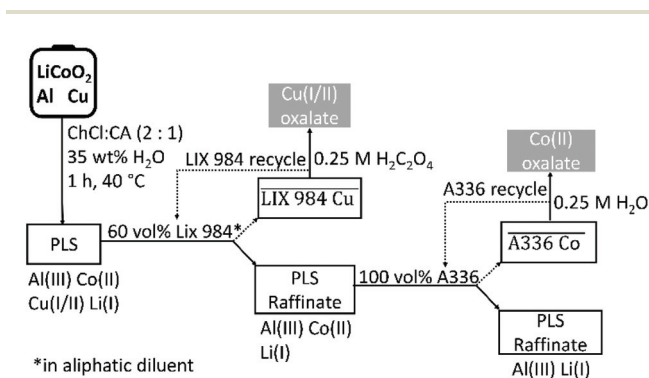 LiCoO2
Al Cu
ChCl:CA (2 : 1)
35 wt% H2O
1 h, 40 °C
PLS
Al(III) Co(II)
Cu(I/II) Li(I)
60 vol% Lix 984*
LIX 984 recycle
Cu(I/II)
oxalate
0.25 M H2C2O4
LIX 984 Cu
PLS
Raffinate
Al(III) Co(II)
Li(I)
100 vol% A336
A336 recycle
Co(II)
oxalate
0.25 M H2O
A336 Co
PLS
Raffinate
Al(III) Li(I)
*in aliphatic diluent